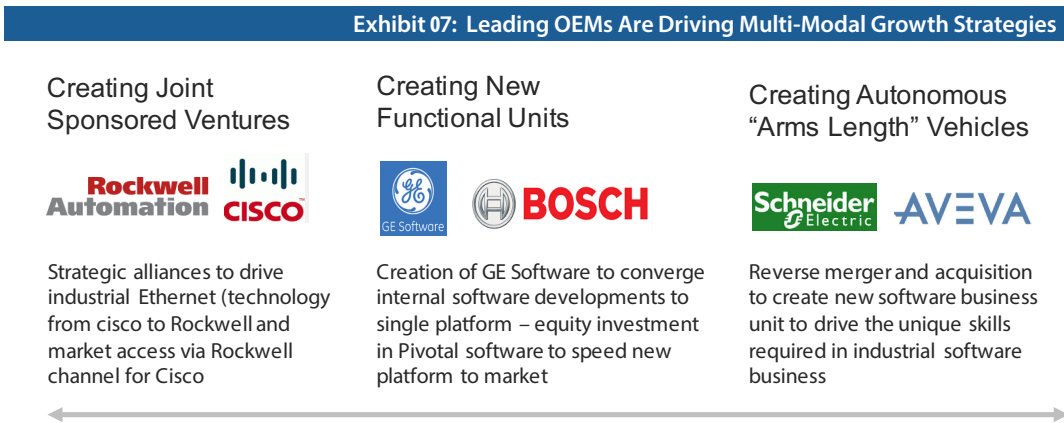 Exhibit 07: Leading OEMs Are Driving Multi-Modal Growth Strategies
Creating Joint
Sponsored Ventures
Rockwell
Automation
CISCO
Strategic alliances to drive
industrial Ethernet (technology
from cisco to Rockwell and
market access via Rockwell
channel for Cisco
Creating New
Functional Units
GE
GE Software
BOSCH
Creation of GE Software to converge
internal software developments to
single platform – equity investment
in Pivotal software to speed new
platform to market
Creating Autonomous
“Arms Length” Vehicles
Schneider
Electric
AVEVA
Reverse merger and acquisition
to create new software business
unit to drive the unique skills
required in industrial software
business